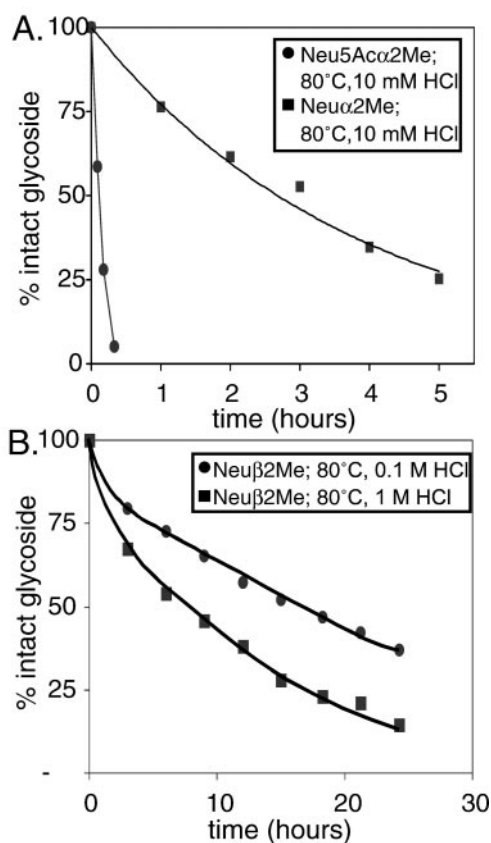 A.
100
75
50
25
0
% intact glycoside
Neu5Acα2Me;
80°C,10 mM HCl
Neuα2Me;
80°C,10 mM HCl
0 1 2 3 4 5
time (hours)
B.
100
75
50
25
-
% intact glycoside
Neuβ2Me; 80°C, 0.1 M HCl
Neuβ2Me; 80°C, 1 M HCl
0 10 20 30
time (hours)